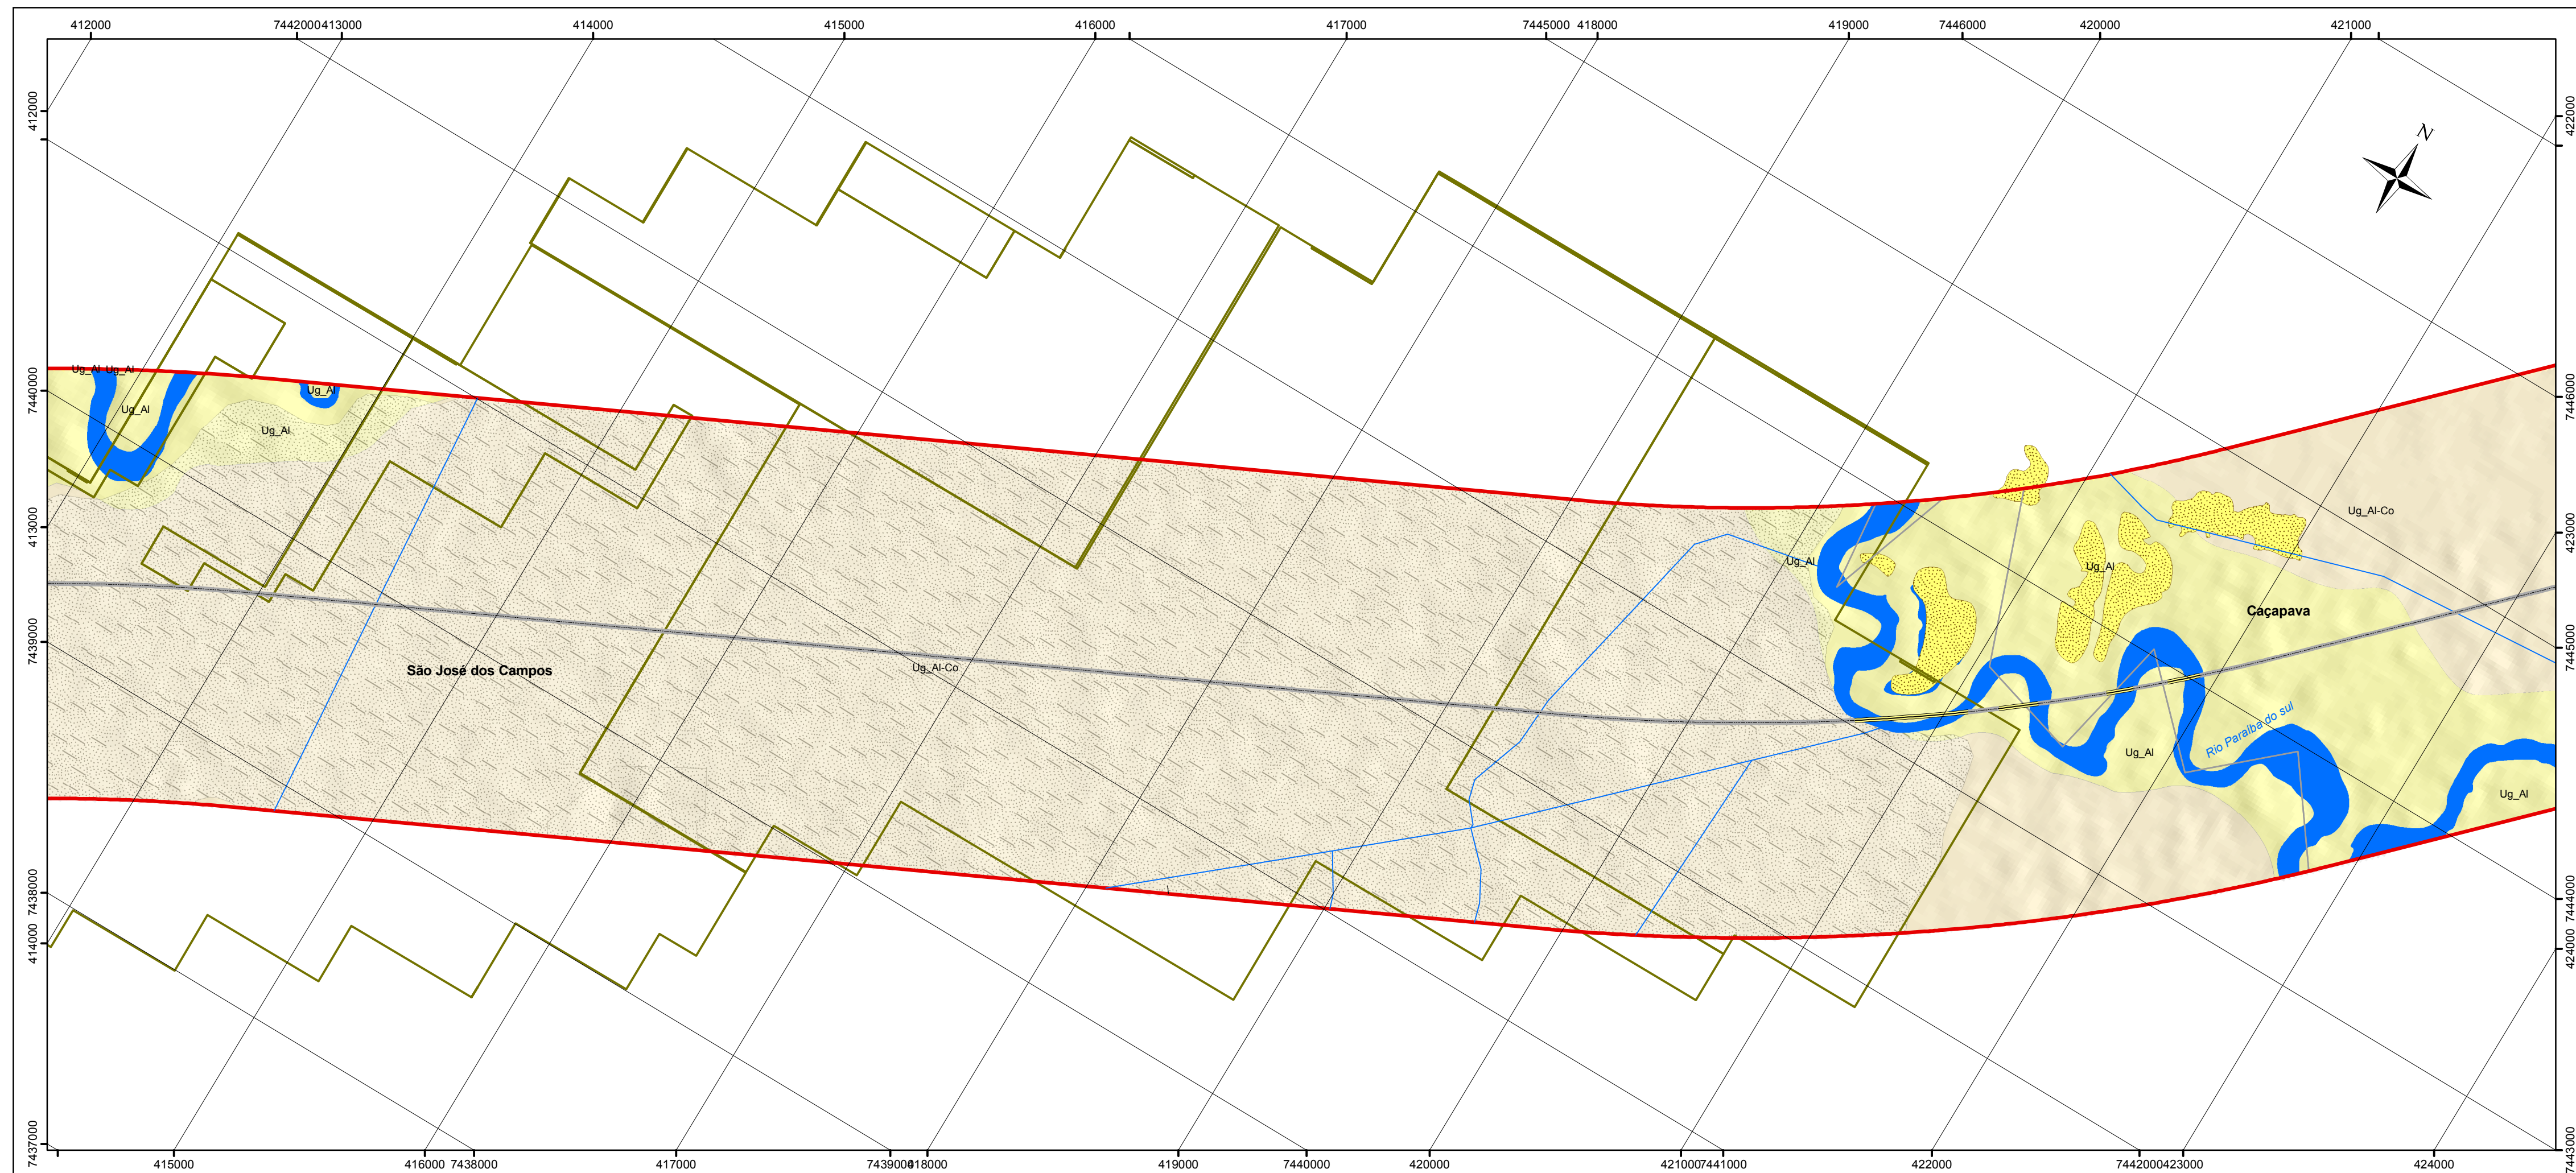 412000
7442000
413000
414000
415000
416000
417000
7445000
418000
419000
7446000
420000
421000
412000
422000
N
Ug_Al
Ug_Al
7440000
Ug_Al
7446000
Ug_Al
Ug_Al
Ug_Al-Co
413000
423000
Ug_Al
Ug_Al
Caçapava
7439000
7445000
São José dos Campos
Ug_Al-Co
Rio Paraíba do sul
Ug_Al
Ug_Al
7438000
7444000
414000
424000
7437000
7443000
415000
416000
7438000
417000
7439000
418000
419000
7440000
420000
421000
7441000
422000
7442000
423000
424000